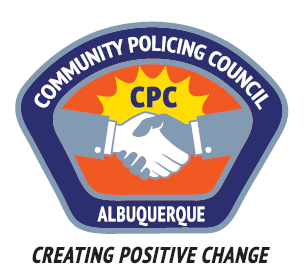 COMMUNITY POLICING COUNCIL
CPC
ALBUQUERQUE
CREATING POSITIVE CHANGE